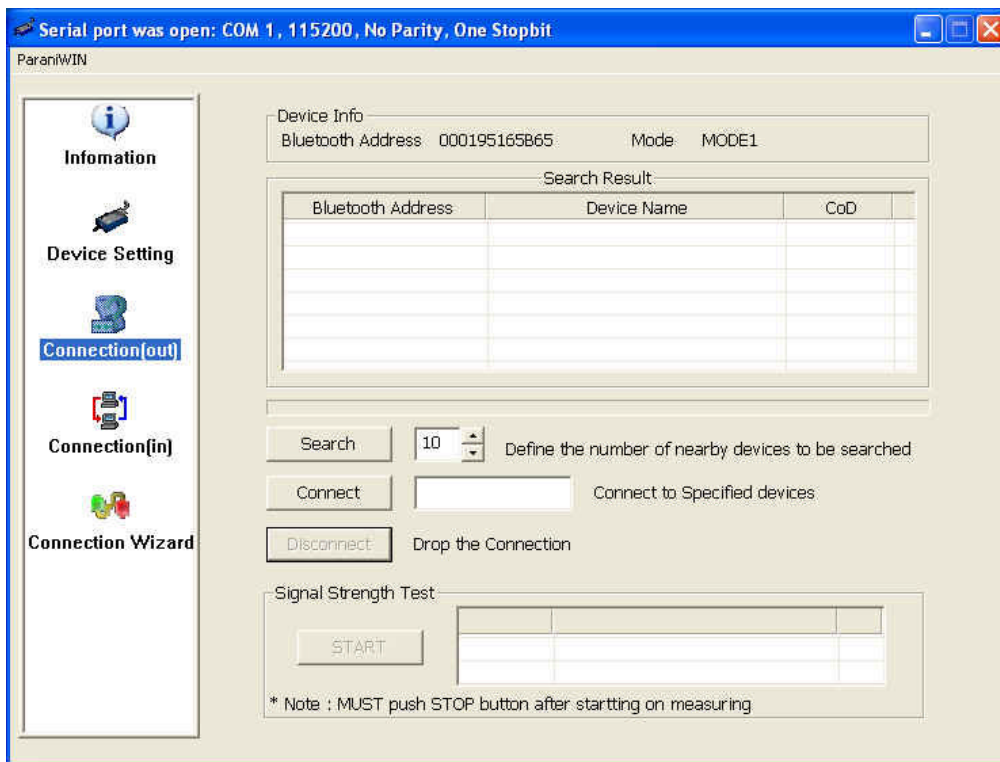 Serial port was open: COM 1, 115200, No Parity, One Stopbit
ParaniWIN
Infomation
Device Setting
Connection(out)
Connection(in)
Connection Wizard
Device Info
Bluetooth Address 000195165B65 Mode MODE1
Search Result
Bluetooth Address Device Name CoD
Search 10 Define the number of nearby devices to be searched
Connect Connect to Specified devices
Disconnect Drop the Connection
Signal Strength Test
START
* Note : MUST push STOP button after startting on measuring